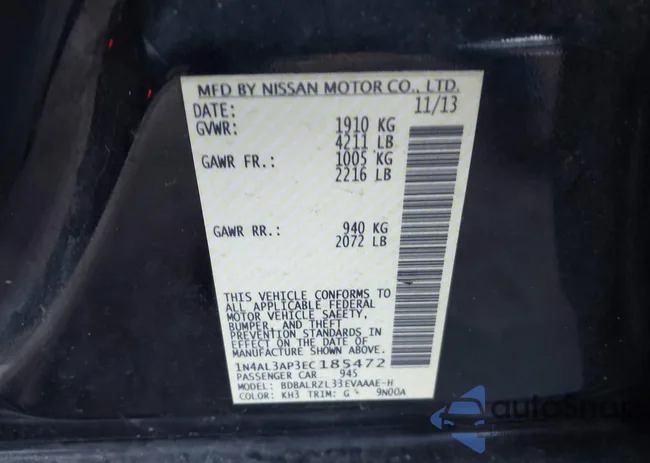 MFD BY NISSAN MOTOR CO., LTD.
DATE: 11/13
GVWR: 1910 KG
4211 LB
GAWR FR.: 1005 KG
2216 LB
GAWR RR.: 940 KG
2072 LB
THIS VEHICLE CONFORMS TO
ALL APPLICABLE FEDERAL
MOTOR VEHICLE SAFETY,
BUMPER, AND THEFT
PREVENTION STANDARDS IN
EFFECT ON THE DATE OF
MANUFACTURE SHOWN ABOVE.
1N4AL3AP3EC185472
PASSENGER CAR 945
MODEL: BDBALRZL33EVAAAE-H
COLOR: KH3 TRIM: G 9N00A